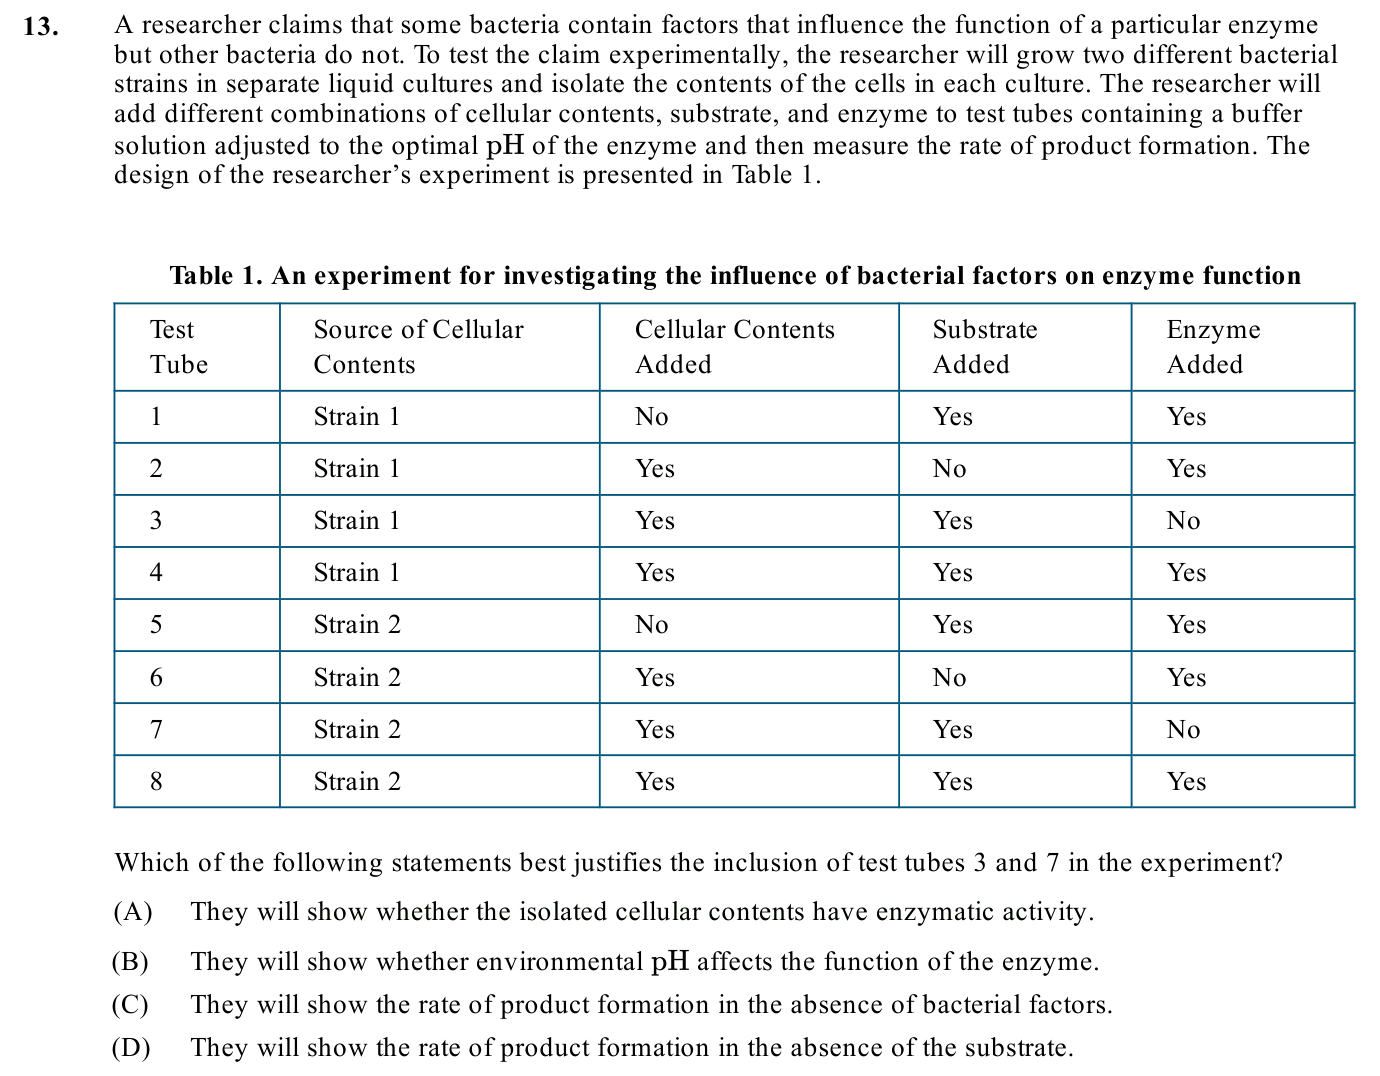 13. A researcher claims that some bacteria contain factors that influence the function of a particular enzyme
but other bacteria do not. To test the claim experimentally, the researcher will grow two different bacterial
strains in separate liquid cultures and isolate the contents of the cells in each culture. The researcher will
add different combinations of cellular contents, substrate, and enzyme to test tubes containing a buffer
solution adjusted to the optimal pH of the enzyme and then measure the rate of product formation. The
design of the researcher's experiment is presented in Table 1.
Table 1. An experiment for investigating the influence of bacterial factors on enzyme function
Test Source of Cellular Cellular Contents Substrate Enzyme
Tube Contents Added Added Added
1 Strain 1 No Yes Yes
2 Strain 1 Yes No Yes
3 Strain 1 Yes Yes No
4 Strain 1 Yes Yes Yes
5 Strain 2 No Yes Yes
6 Strain 2 Yes No Yes
7 Strain 2 Yes Yes No
8 Strain 2 Yes Yes Yes
Which of the following statements best justifies the inclusion of test tubes 3 and 7 in the experiment?
(A) They will show whether the isolated cellular contents have enzymatic activity.
(B) They will show whether environmental pH affects the function of the enzyme.
(C) They will show the rate of product formation in the absence of bacterial factors.
(D) They will show the rate of product formation in the absence of the substrate.